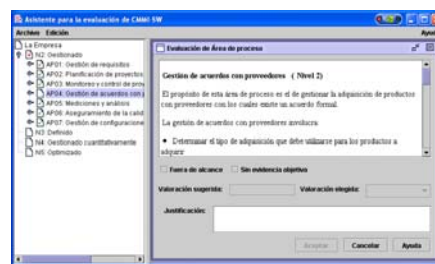 Asistente para la evaluación de CMMI-SW
Archivo Edición Ayuda
La Empresa
N2: Gestionado
AP01: Gestión de requisitos
AP02: Planificación de proyectos
AP03: Monitoreo y control de proy
AP04: Gestión de acuerdos con p
AP05: Mediciones y análisis
AP06: Aseguramiento de la calid
AP07: Gestión de configuracione
N3: Definido
N4: Gestionado cuantitativamente
N5: Optimizado
Evaluación de Área de proceso
Gestión de acuerdos con proveedores ( Nivel 2)
El propósito de esta área de proceso es el de gestionar la adquisición de productos
con proveedores con los cuales existe un acuerdo formal.
La gestión de acuerdos con proveedores involucra:
• Determinar el tipo de adquisición que debe utilizarse para los productos a
adquirir
Fuera de alcance Sin evidencia objetiva
Valoración sugerida: Valoración elegida:
Justificación:
Aceptar Cancelar Ayuda